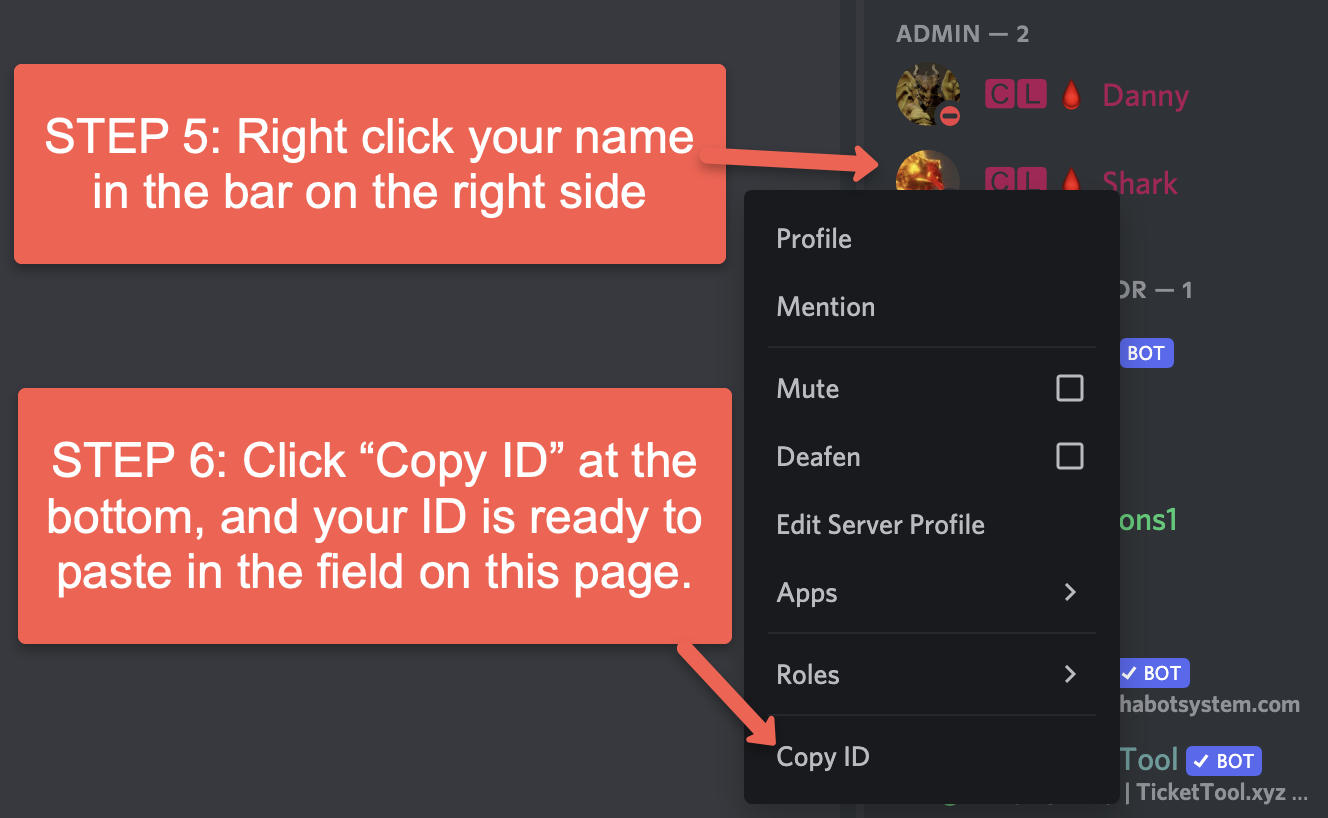 ADMIN — 2
CL 🩸 Danny
STEP 5: Right click your name
in the bar on the right side
CL 🩸 Shark
Profile
Mention
OR — 1
BOT
Mute
Deafen
STEP 6: Click “Copy ID” at the
bottom, and your ID is ready to
paste in the field on this page.
Edit Server Profile
ons1
Apps
Roles
✓ BOT
habotsystem.com
Copy ID
Tool ✓ BOT
| TicketTool.xyz ...